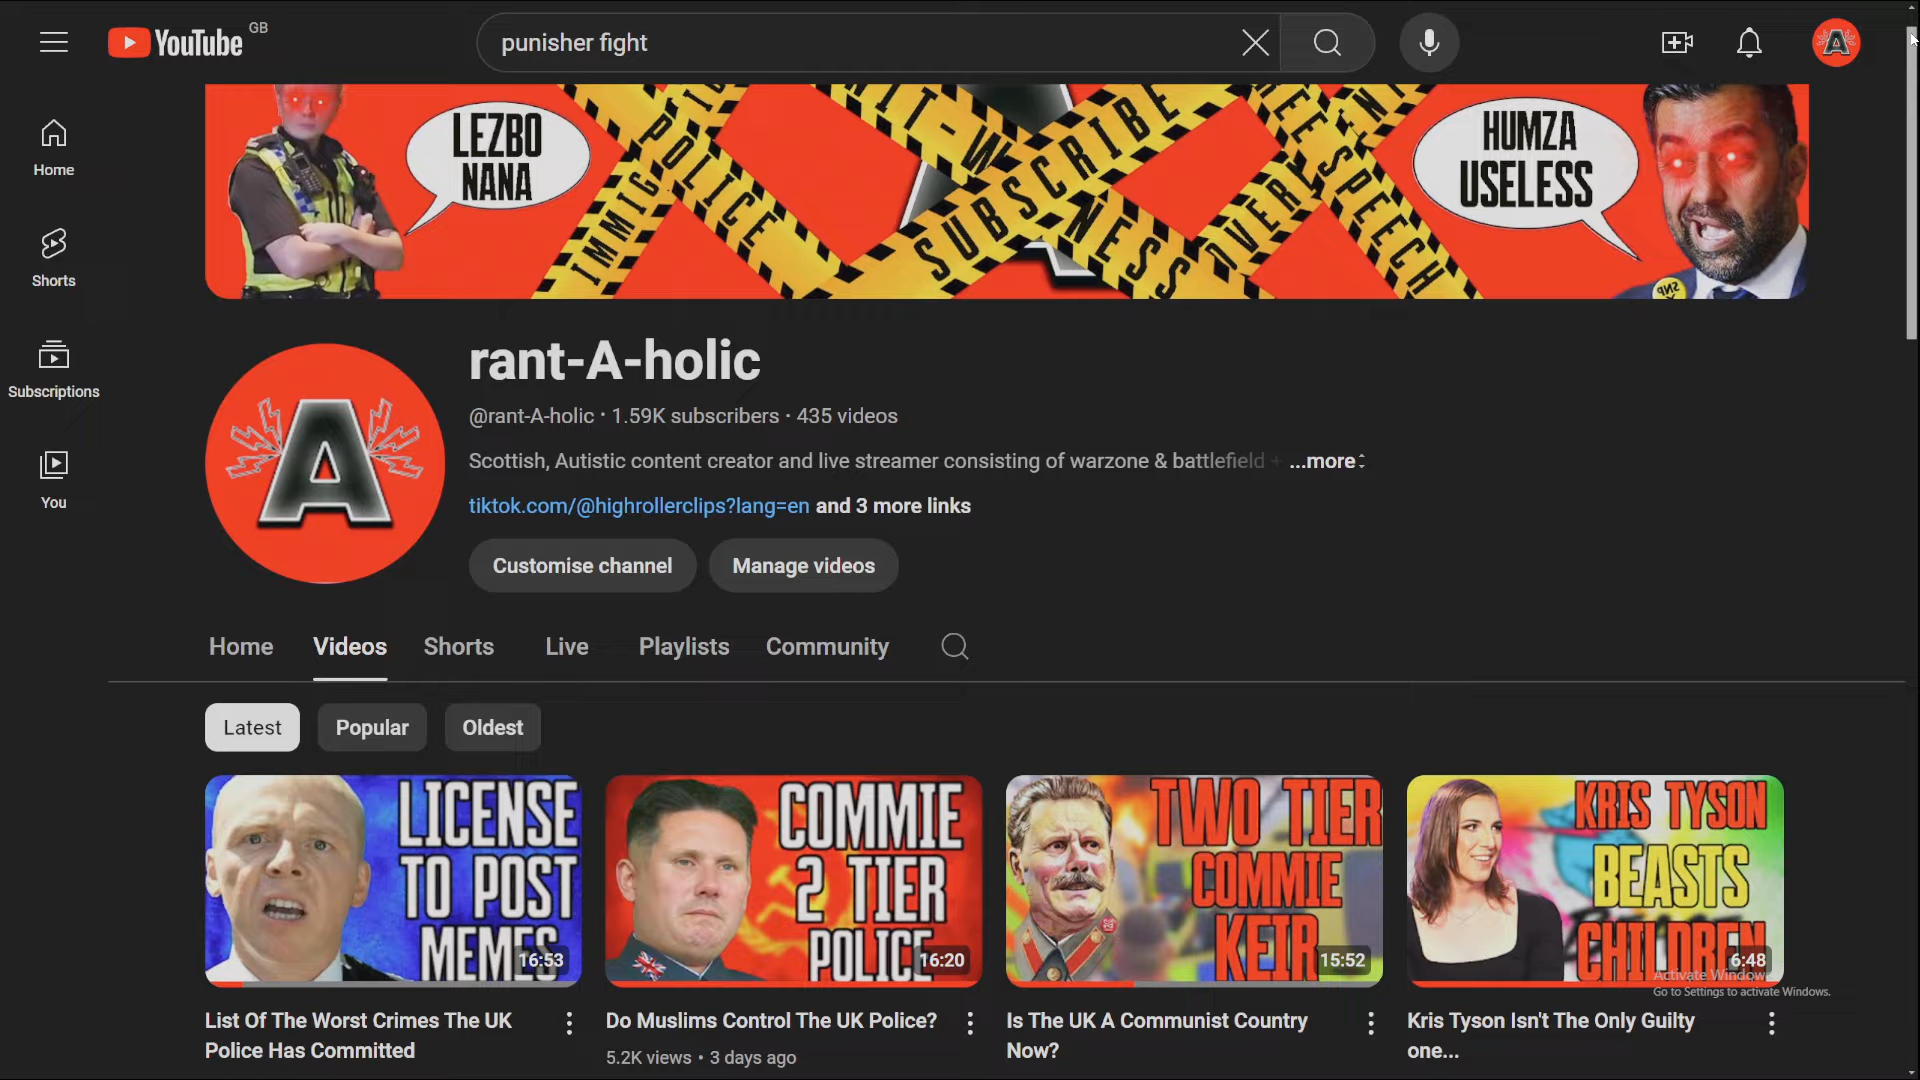 YouTube GB
punisher fight
LEZBO
NANA
POLICE
SUBSCRIBE
SPEECH
HUMZA
USELESS
SNP
Home
Shorts
Subscriptions
You
A
rant-A-holic
@rant-A-holic • 1.59K subscribers • 435 videos
Scottish, Autistic content creator and live streamer consisting of warzone & battlefield + ...more
tiktok.com/@highrollerclips?lang=en and 3 more links
Customise channel
Manage videos
Home
Videos
Shorts
Live
Playlists
Community
Latest
Popular
Oldest
LICENSE
TO POST
MEMES
16:53
COMMIE
2 TIER
POLICE
16:20
TWO TIER
COMMIE
KEIR
15:52
KRIS TYSON
BEASTS
CHILDREN
6:48
Activate Windows
Go to Settings to activate Windows.
List Of The Worst Crimes The UK
Police Has Committed
Do Muslims Control The UK Police?
5.2K views • 3 days ago
Is The UK A Communist Country
Now?
Kris Tyson Isn't The Only Guilty
one...